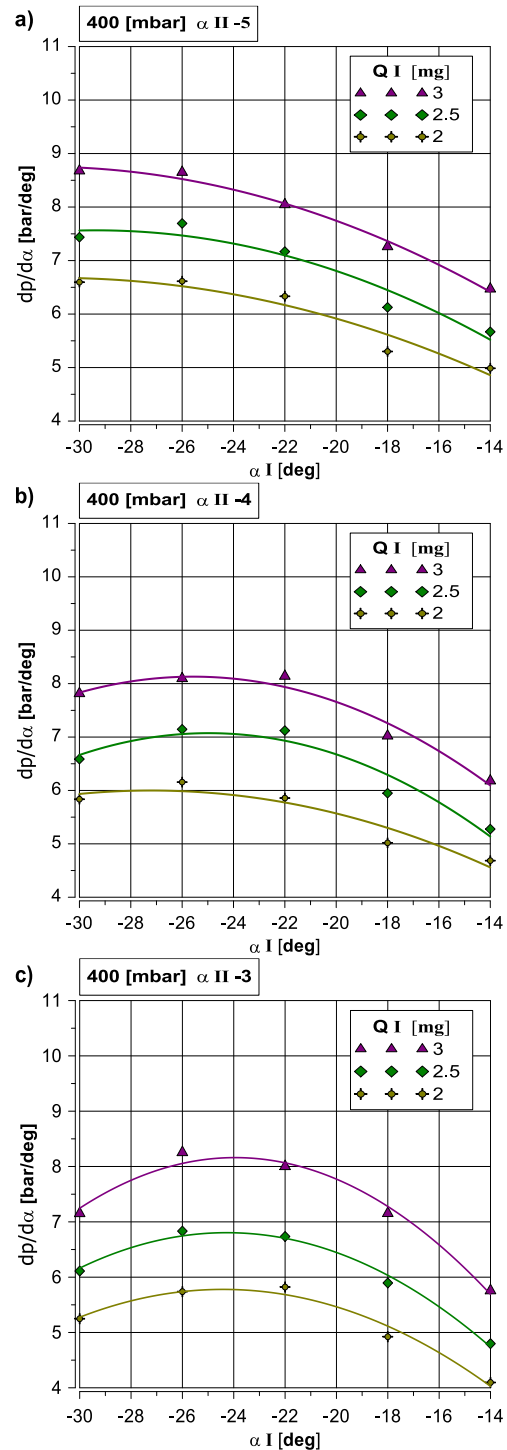 a) 400 [mbar] α II -5
11
10
9
8
7
6
5
4
dp/dα [bar/deg]
Q I [mg]
3
2.5
2
-30 -28 -26 -24 -22 -20 -18 -16 -14
α I [deg]
b) 400 [mbar] α II -4
11
10
9
8
7
6
5
4
dp/dα [bar/deg]
Q I [mg]
3
2.5
2
-30 -28 -26 -24 -22 -20 -18 -16 -14
α I [deg]
c) 400 [mbar] α II -3
11
10
9
8
7
6
5
4
dp/dα [bar/deg]
Q I [mg]
3
2.5
2
-30 -28 -26 -24 -22 -20 -18 -16 -14
α I [deg]